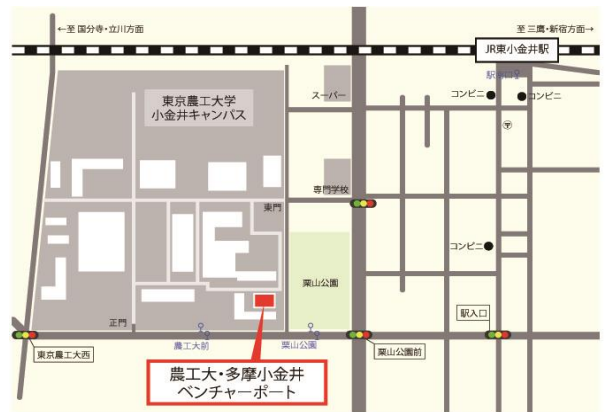 ←至 国分寺・立川方面
至 三鷹・新宿方面→
JR東小金井駅
駅入口
コンビニ
コンビニ
スーパー
東京農工大学
小金井キャンパス
〒
専門学校
東門
コンビニ
栗山公園
正門
農工大前
栗山公園
駅入口
東京農工大西
栗山公園前
農工大・多摩小金井
ベンチャーポート